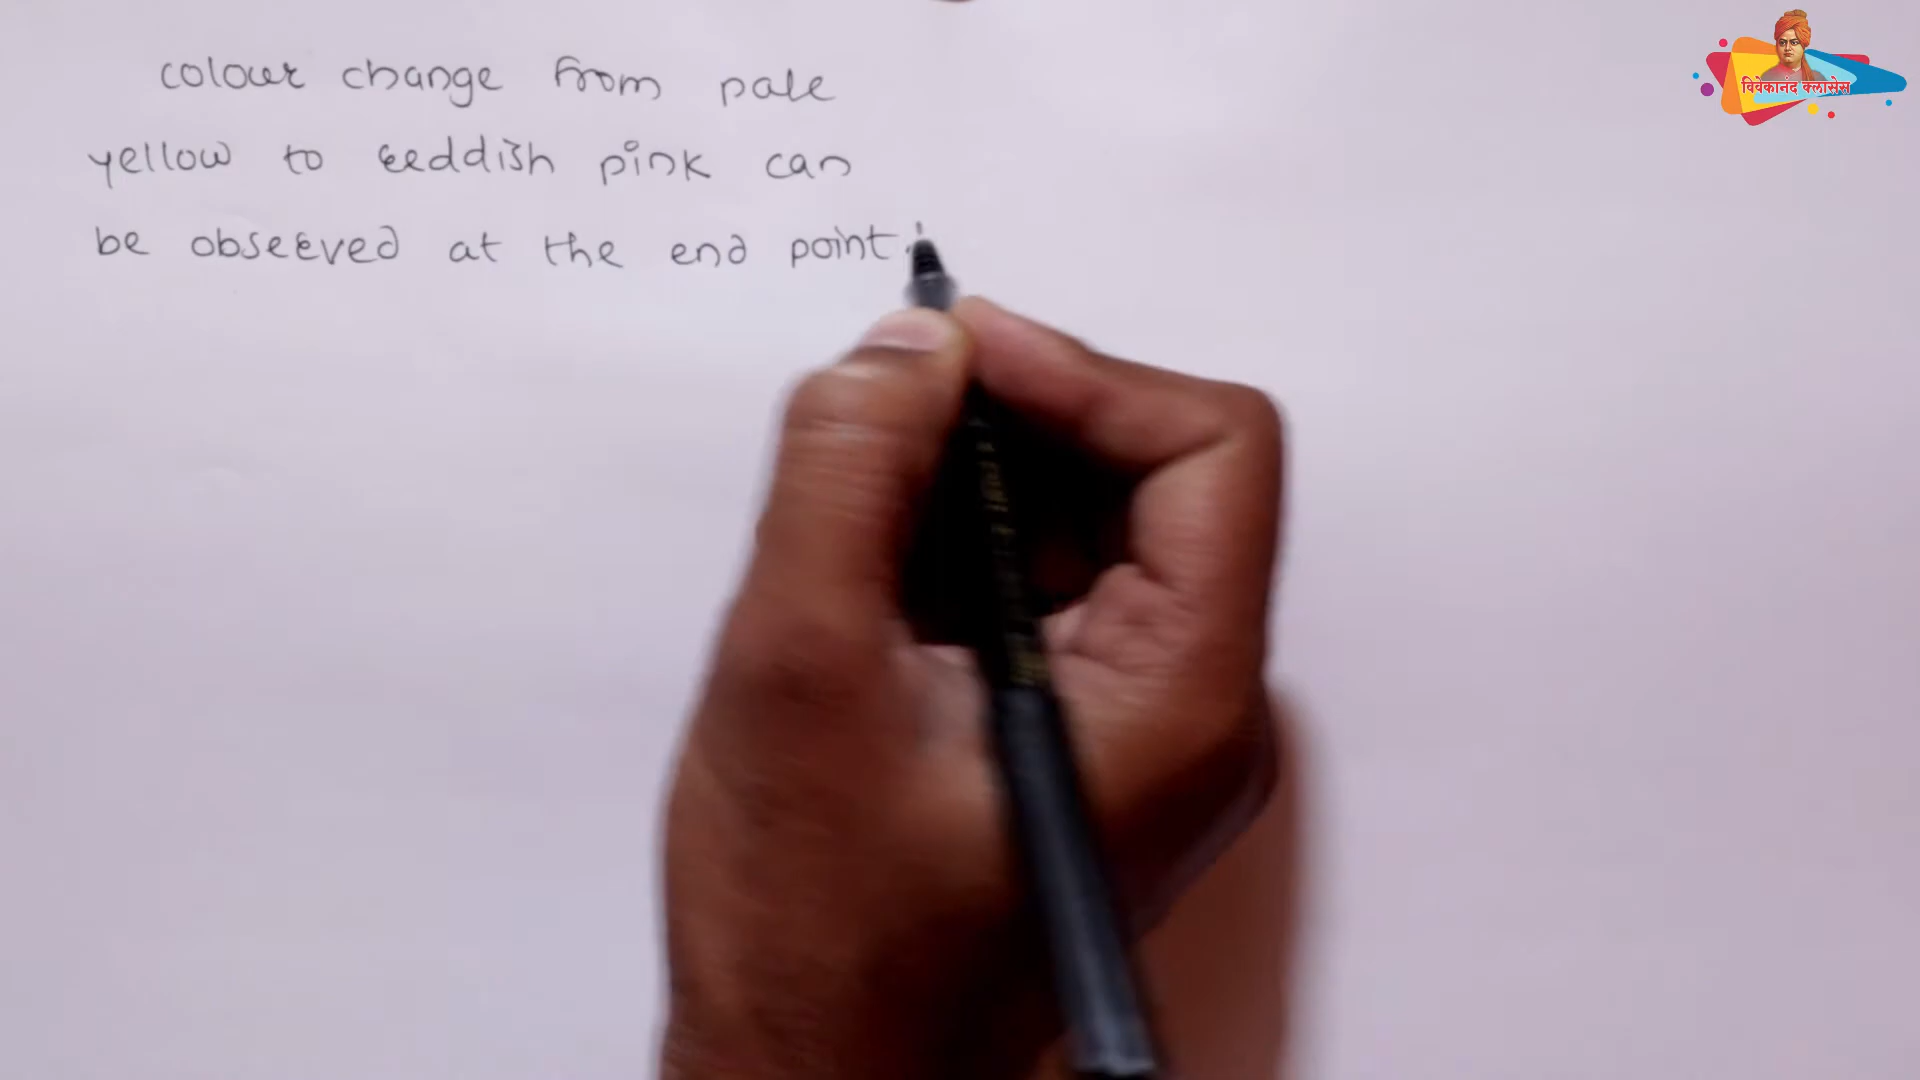 colour change from pale
yellow to reddish pink can
be observed at the end point.
विवेकानंद क्लासेस